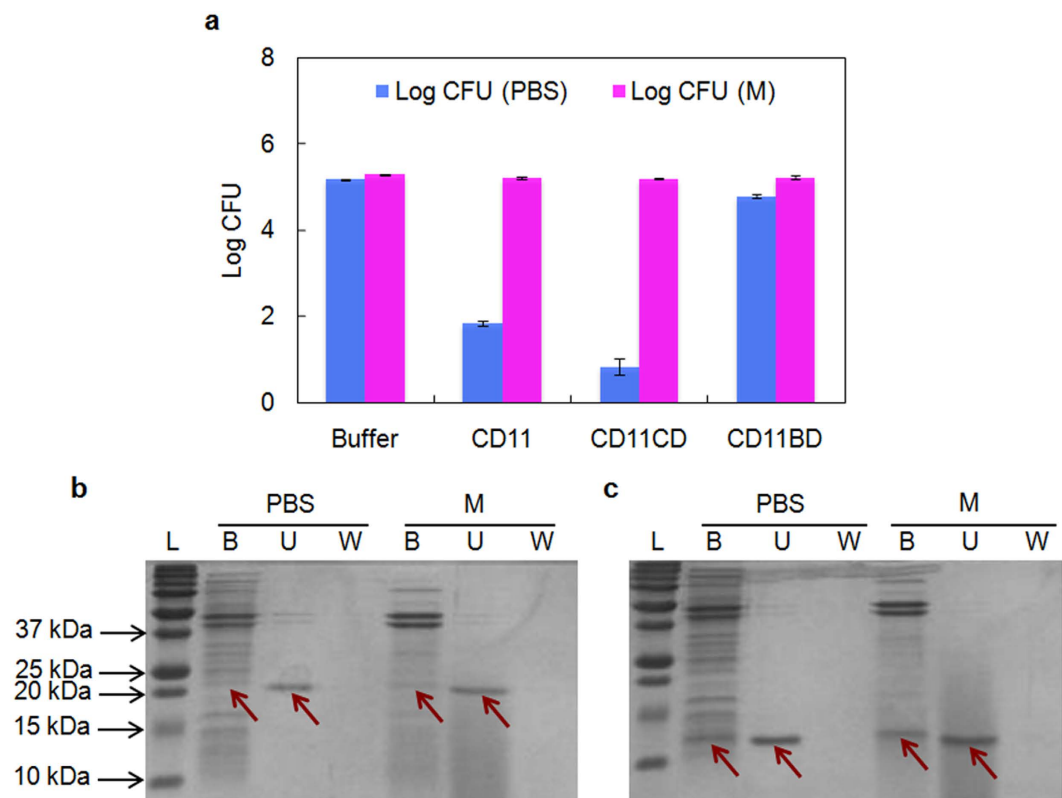 a
8
Log CFU (PBS) Log CFU (M)
6
4
2
0
Log CFU
Buffer CD11 CD11CD CD11BD
b
PBS M
L B U W B U W
37 kDa
25 kDa
20 kDa
15 kDa
10 kDa
c
PBS M
L B U W B U W